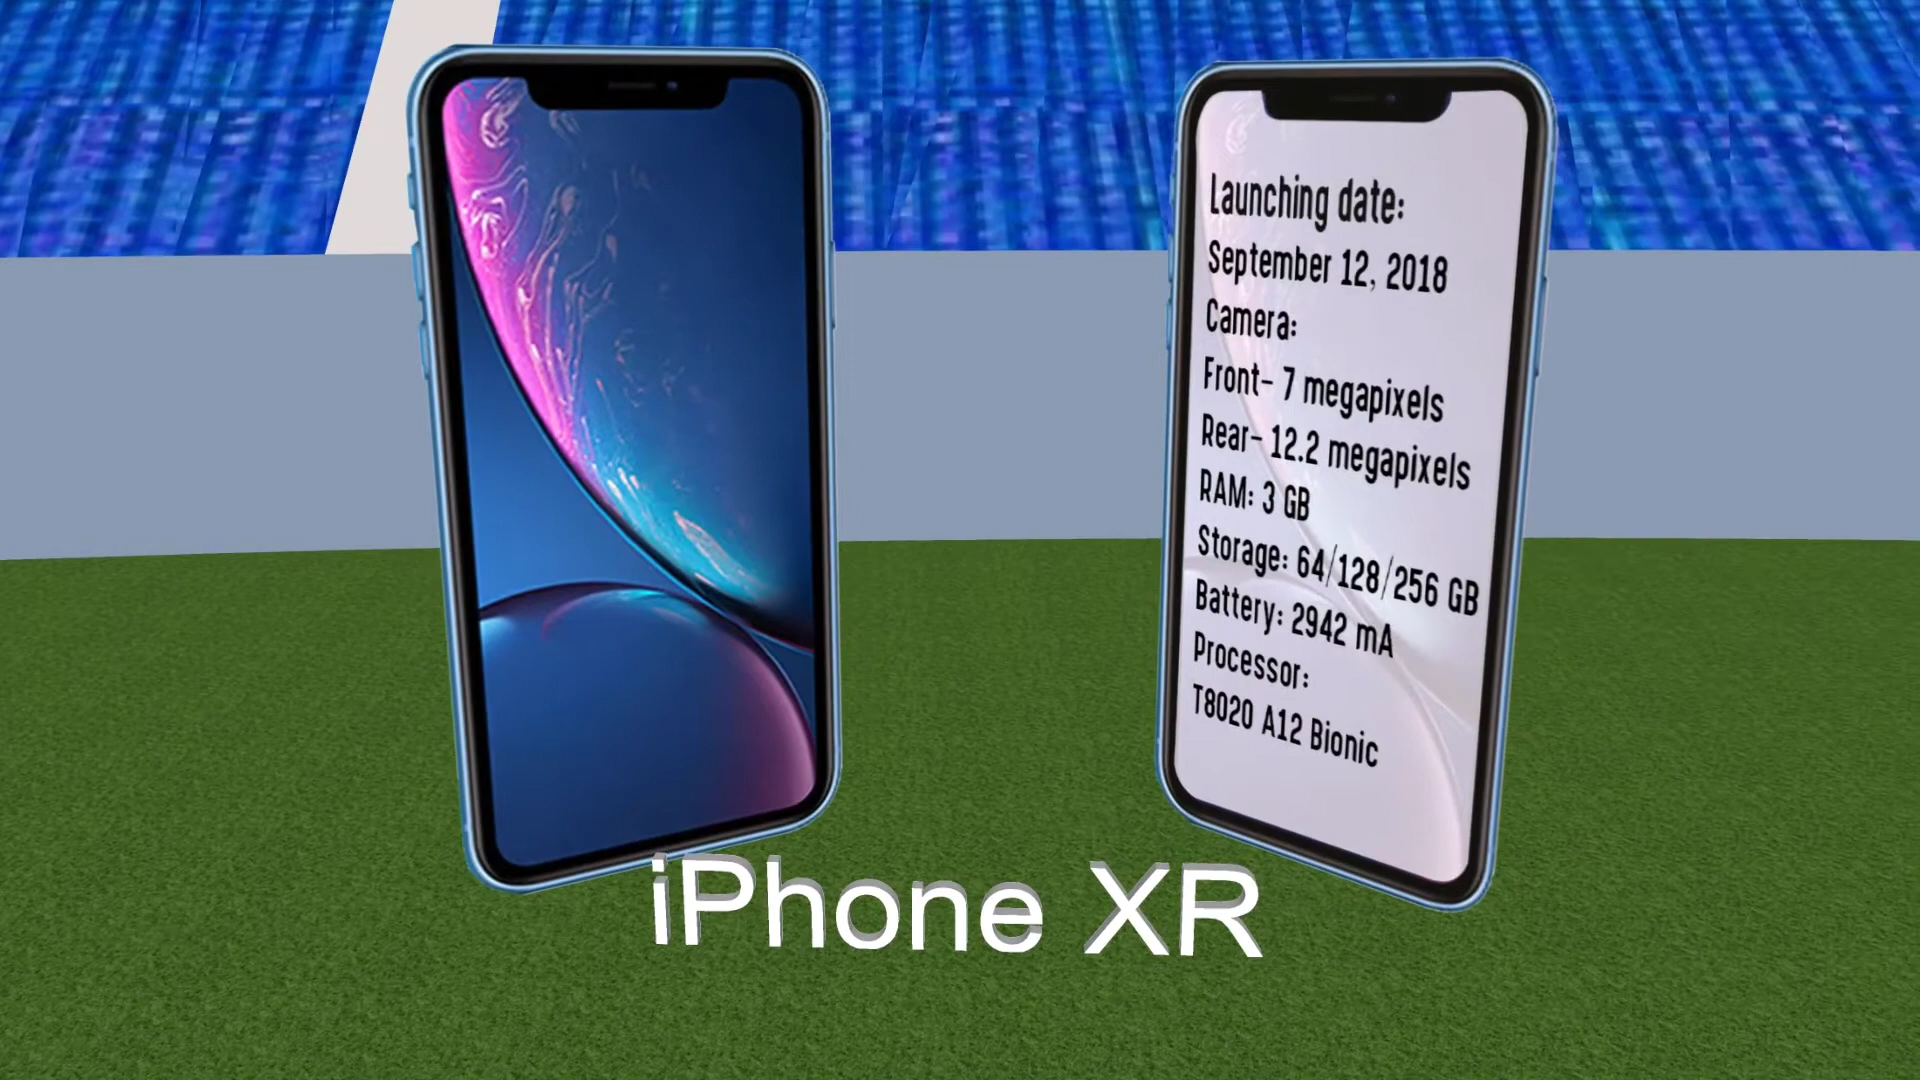 Launching date:
September 12, 2018
Camera:
Front- 7 megapixels
Rear- 12.2 megapixels
RAM: 3 GB
Storage: 64/128/256 GB
Battery: 2942 mA
Processor:
T8020 A12 Bionic
iPhone XR